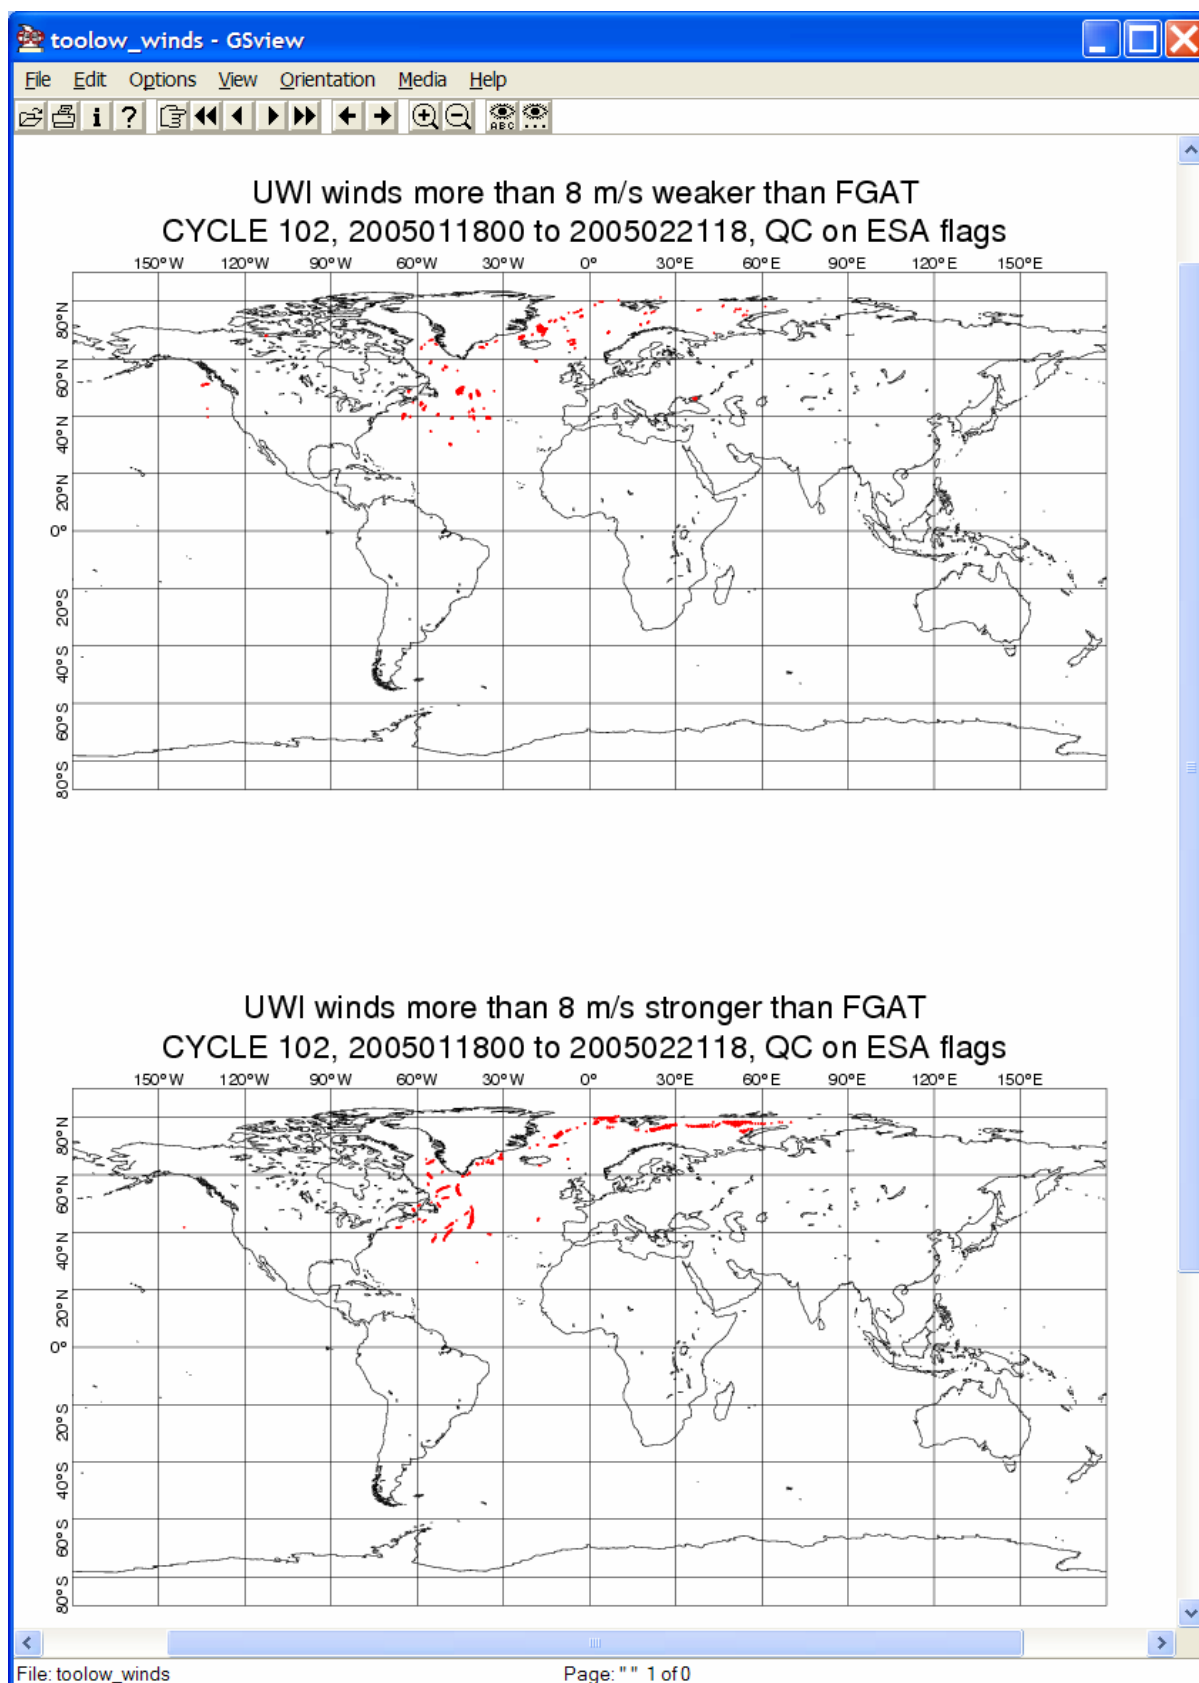 toolow_winds - GSview
File Edit Options View Orientation Media Help
i ? ABC
UWI winds more than 8 m/s weaker than FGAT
CYCLE 102, 2005011800 to 2005022118, QC on ESA flags
150°W 120°W 90°W 60°W 30°W 0° 30°E 60°E 90°E 120°E 150°E
80°N
60°N
40°N
20°N
0°
20°S
40°S
60°S
80°S
UWI winds more than 8 m/s stronger than FGAT
CYCLE 102, 2005011800 to 2005022118, QC on ESA flags
150°W 120°W 90°W 60°W 30°W 0° 30°E 60°E 90°E 120°E 150°E
80°N
60°N
40°N
20°N
0°
20°S
40°S
60°S
80°S
File: toolow_winds Page: " " 1 of 0